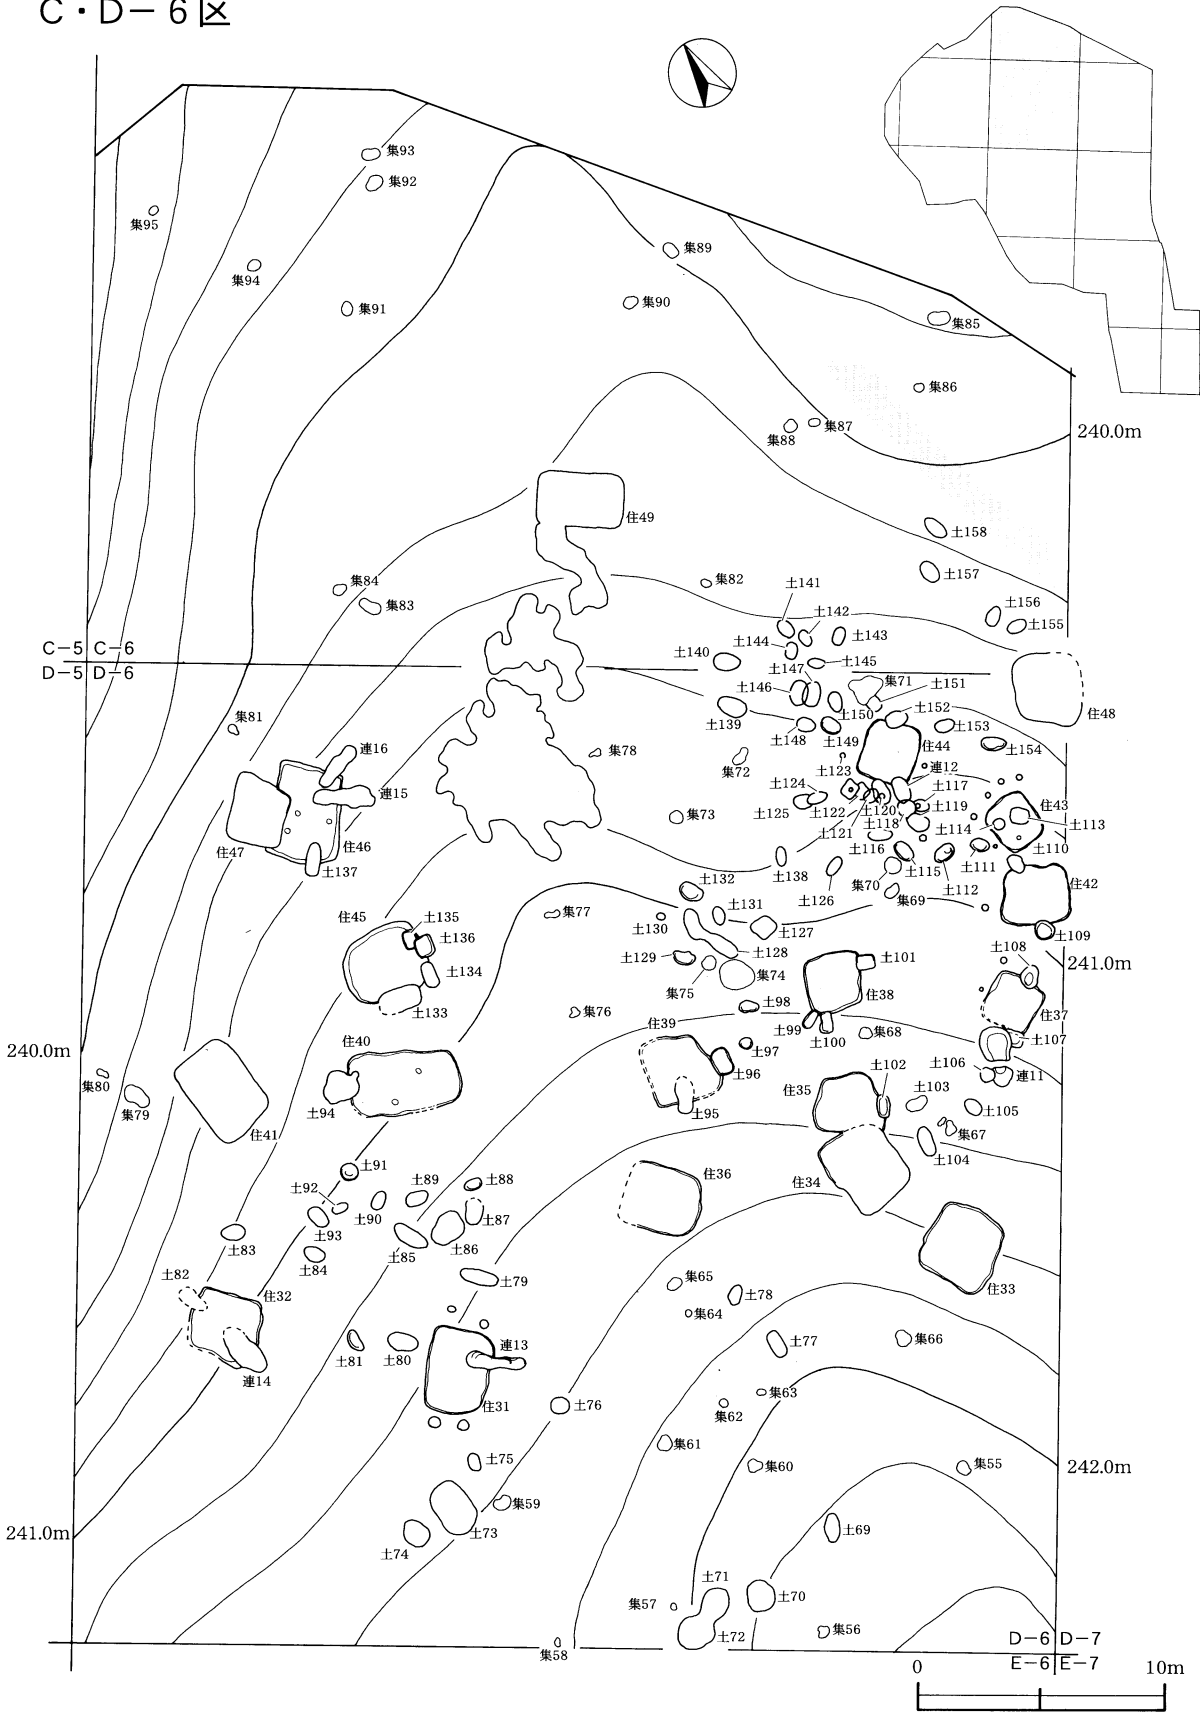 C・D－6区
集93
集92
集95
集94
集91
集89
集90
集85
集86
集87
集88
240.0m
住49
土158
土157
集84
集83
集82
土141
土142
土156
土155
土144
土143
C－5 C－6
D－5 D－6
土140
土147
土145
集71
土151
土146
土152
住48
集81
土139
土150
土153
土148
土149
住44
土154
連16
集78
集72
土123
連12
連15
土124
土117
土125
土122
土120
土119
住43
集73
土121
土118
土114
土113
住47
住46
土116
土110
土137
土138
土115
土111
土126
集70
土112
住42
土132
集69
住45
土135
集77
土131
土130
土127
土109
土136
土108
土129
土128
土101
241.0m
土134
集74
集75
住38
土133
集76
土98
住37
住39
土99
土100
集68
土107
住40
240.0m
土97
土102
土106
連11
集80
土96
住35
土103
集79
土94
土95
土105
住41
集67
土104
土91
住36
住34
土92
土89
土88
土90
土87
土93
土86
土83
土84
土85
土82
住32
土79
集65
土78
住33
集64
土77
集66
土81
土80
連13
連14
住31
土76
集63
集62
集61
集60
集55
242.0m
土75
集59
土73
土69
241.0m
土74
土71
集57
土70
土72
集56
集58
D－6 D－7
E－6 E－7
0 10m